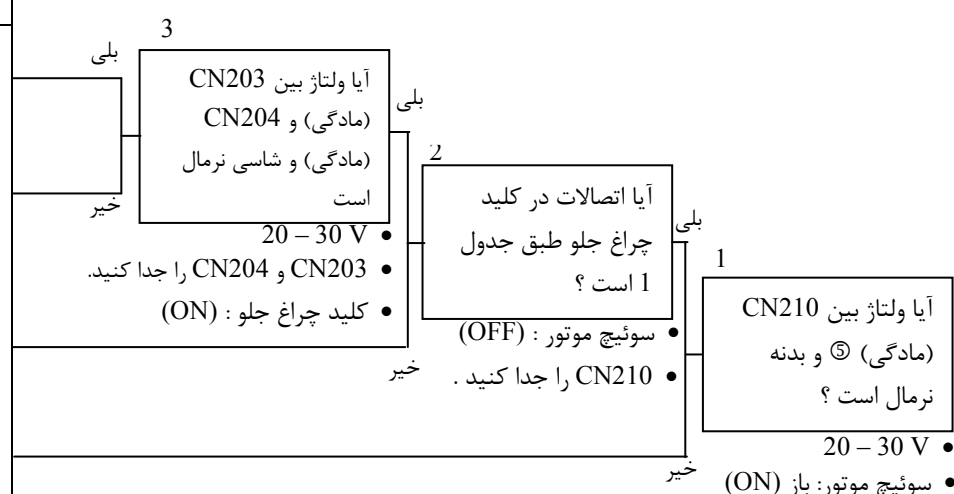 1
آیا ولتاژ بین CN210
(مادگی) ⑤ و بدنه
نرمال است ؟
20 – 30 V
سوئیچ موتور: باز (ON)
بلی
خیر
2
آیا اتصالات در کلید
چراغ جلو طبق جدول
1 است ؟
سوئیچ موتور : (OFF)
CN210 را جدا کنید .
بلی
خیر
3
آیا ولتاژ بین CN203
(مادگی) و CN204
(مادگی) و شاسی نرمال
است
20 – 30 V
CN203 و CN204 را جدا کنید.
کلید چراغ جلو : (ON)
بلی
خیر